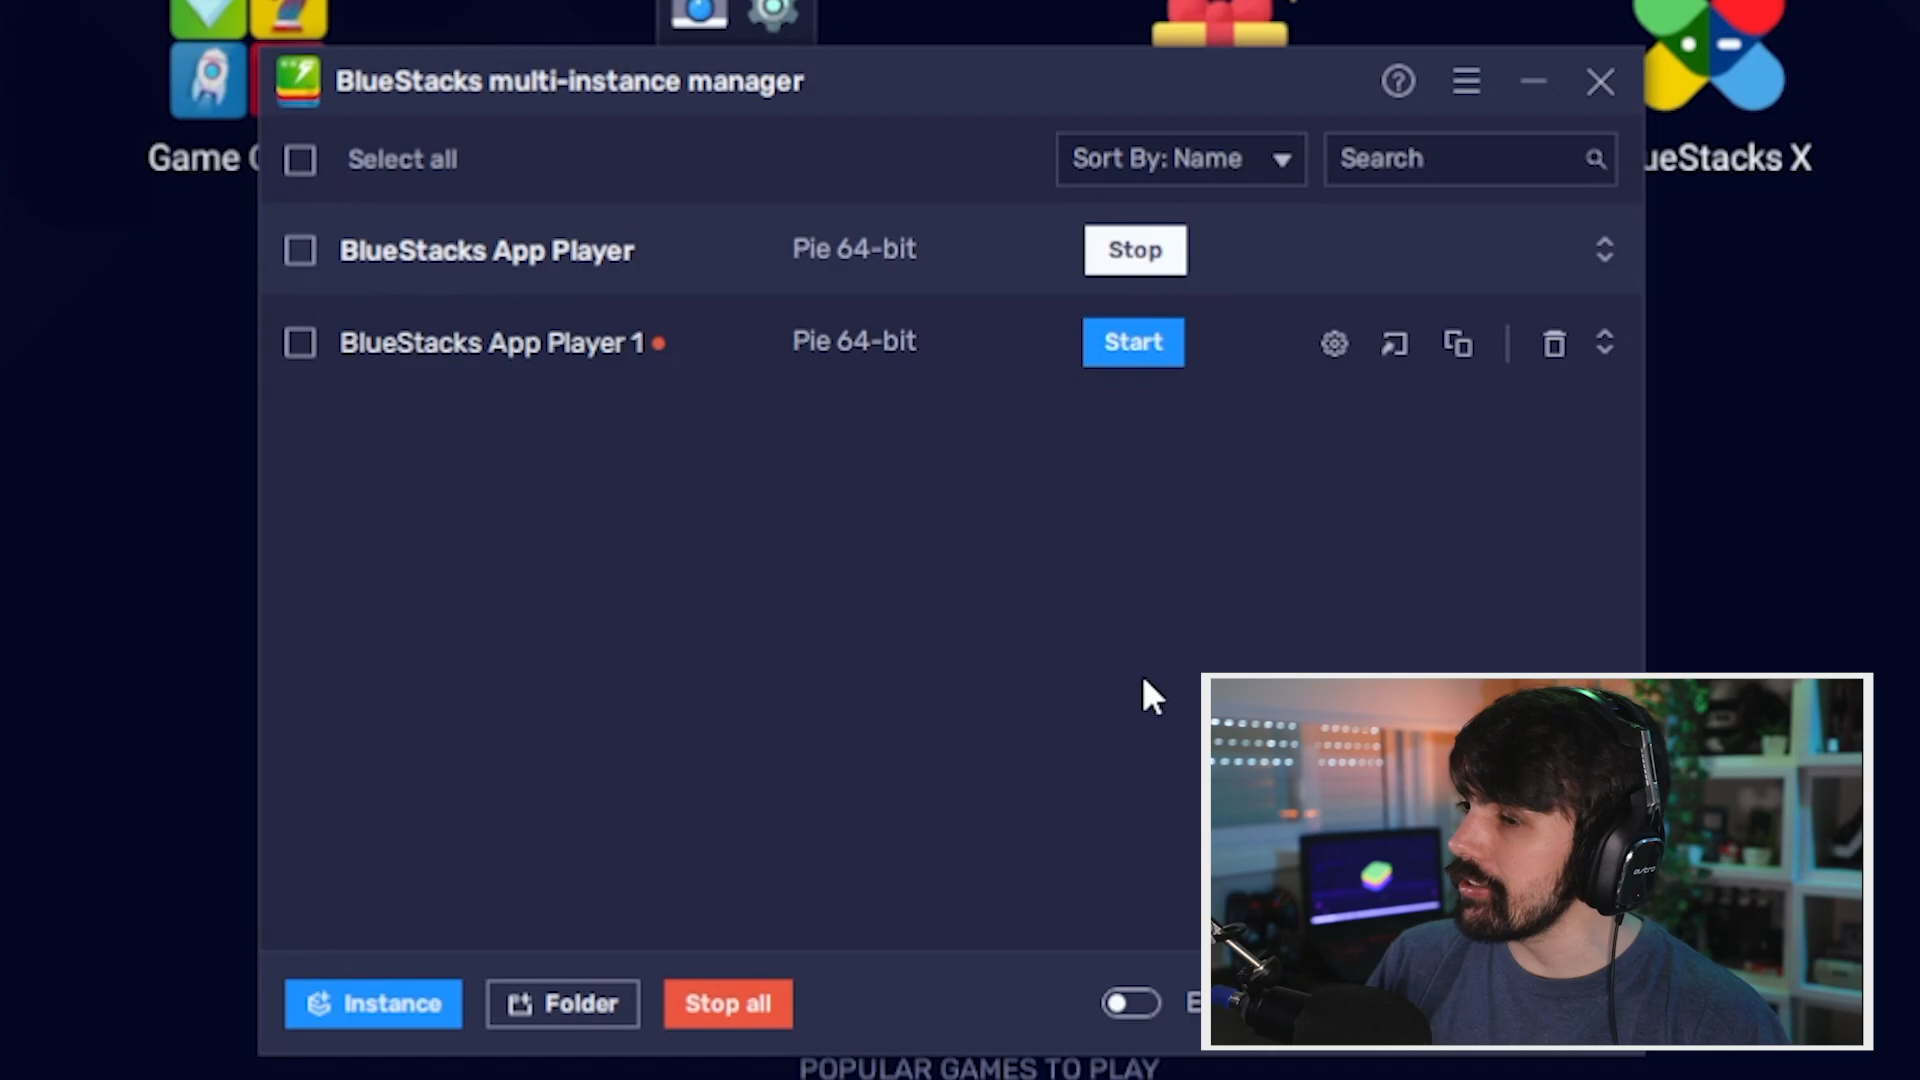 BlueStacks multi-instance manager
Game
ueStacks X
Select all
Sort By: Name
Search
BlueStacks App Player
Pie 64-bit
Stop
BlueStacks App Player 1
Pie 64-bit
Start
Instance
Folder
Stop all
E
astro
POPULAR GAMES TO PLAY